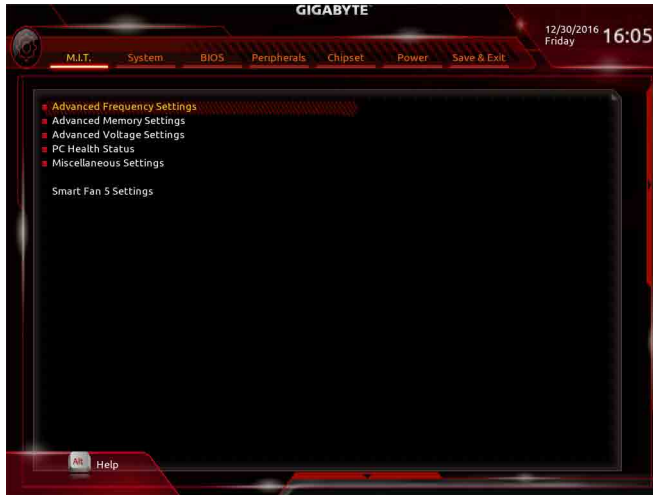 GIGABYTE
12/30/2016 16:05
Friday
M.I.T. System BIOS Peripherals Chipset Power Save & Exit
Advanced Frequency Settings
Advanced Memory Settings
Advanced Voltage Settings
PC Health Status
Miscellaneous Settings
Smart Fan 5 Settings
Alt Help